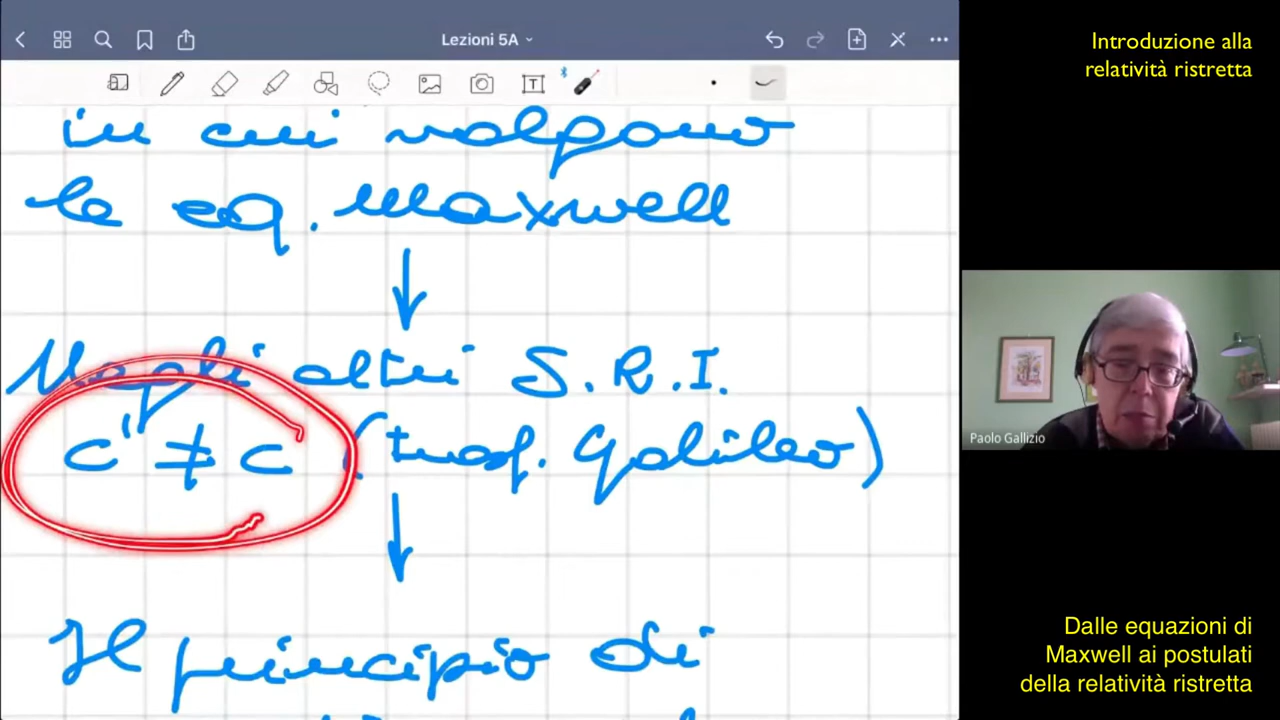 Lezioni 5A
in cui valgono
le eq. Maxwell
Negli altri S.R.I.
c' ≠ c (trasf. Galileo)
Il principio di
Introduzione alla
relatività ristretta
Paolo Gallizio
Dalle equazioni di
Maxwell ai postulati
della relatività ristretta